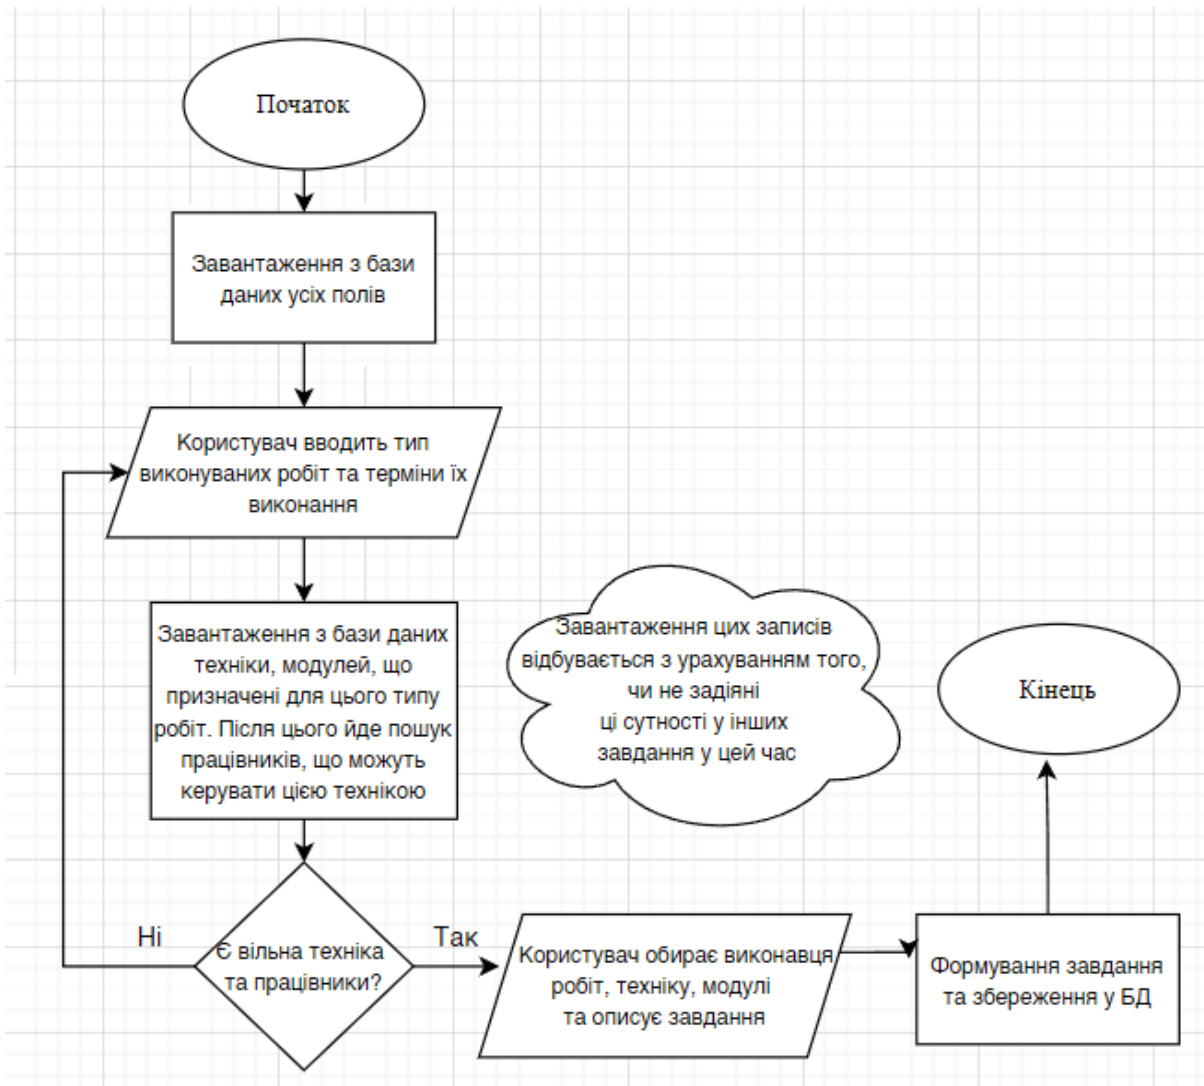 Початок
Завантаження з бази
даних усіх полів
Користувач вводить тип
виконуваних робіт та терміни їх
виконання
Завантаження з бази даних
техніки, модулей, що
призначені для цього типу
робіт. Після цього йде пошук
працівників, що можуть
керувати цією технікою
Завантаження цих записів
відбувається з урахуванням того,
чи не задіяні
ці сутності у інших
завдання у цей час
Кінець
Ні
Є вільна техніка
та працівники?
Так
Користувач обирає виконавця
робіт, техніку, модулі
та описує завдання
Формування завдання
та збереження у БД